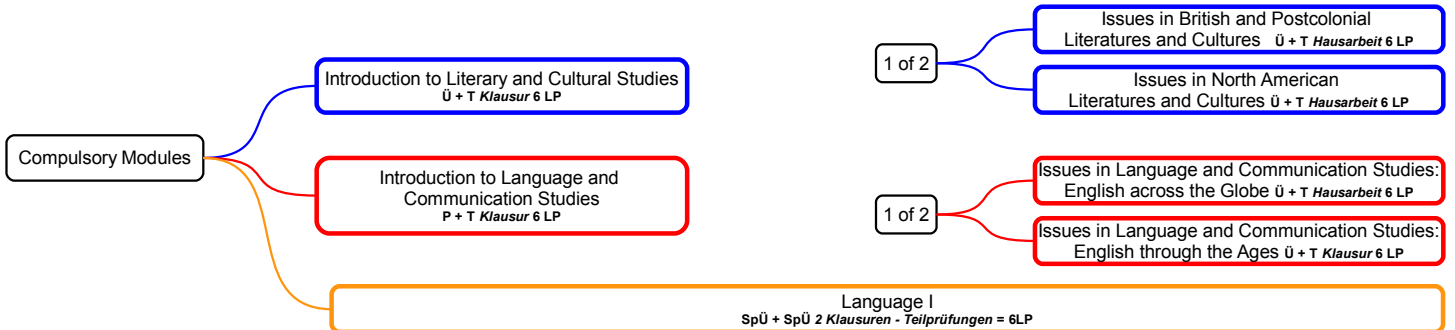 Compulsory Modules
Introduction to Literary and Cultural Studies
Ü + T Klausur 6 LP
Introduction to Language and
Communication Studies
P + T Klausur 6 LP
1 of 2
Issues in British and Postcolonial
Literatures and Cultures Ü + T Hausarbeit 6 LP
Issues in North American
Literatures and Cultures Ü + T Hausarbeit 6 LP
1 of 2
Issues in Language and Communication Studies:
English across the Globe Ü + T Hausarbeit 6 LP
Issues in Language and Communication Studies:
English through the Ages Ü + T Klausur 6 LP
Language I
SpÜ + SpÜ 2 Klausuren - Teilprüfungen = 6LP